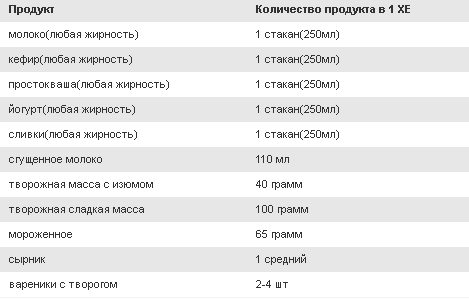 Продукт Количество продукта в 1 ХЕ
молоко(любая жирность) 1 стакан(250мл)
кефир(любая жирность) 1 стакан(250мл)
простокваша(любая жирность) 1 стакан(250мл)
йогурт(любая жирность) 1 стакан(250мл)
сливки(любая жирность) 1 стакан(250мл)
сгущенное молоко 110 мл
творожная масса с изюмом 40 грамм
творожная сладкая масса 100 грамм
мороженное 65 грамм
сырник 1 средний
вареники с творогом 2-4 шт